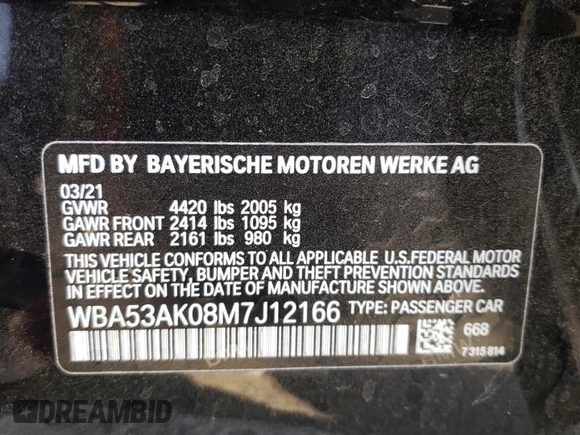 MFD BY BAYERISCHE MOTOREN WERKE AG
03/21
GVWR 4420 lbs 2005 kg
GAWR FRONT 2414 lbs 1095 kg
GAWR REAR 2161 lbs 980 kg
THIS VEHICLE CONFORMS TO ALL APPLICABLE U.S.FEDERAL MOTOR
VEHICLE SAFETY, BUMPER, AND THEFT PREVENTION STANDARDS
IN EFFECT ON THE DATE OF MANUFACTURE SHOWN ABOVE.
WBA53AK08M7J12166 TYPE: PASSENGER CAR
668
7315814
DREAMBID